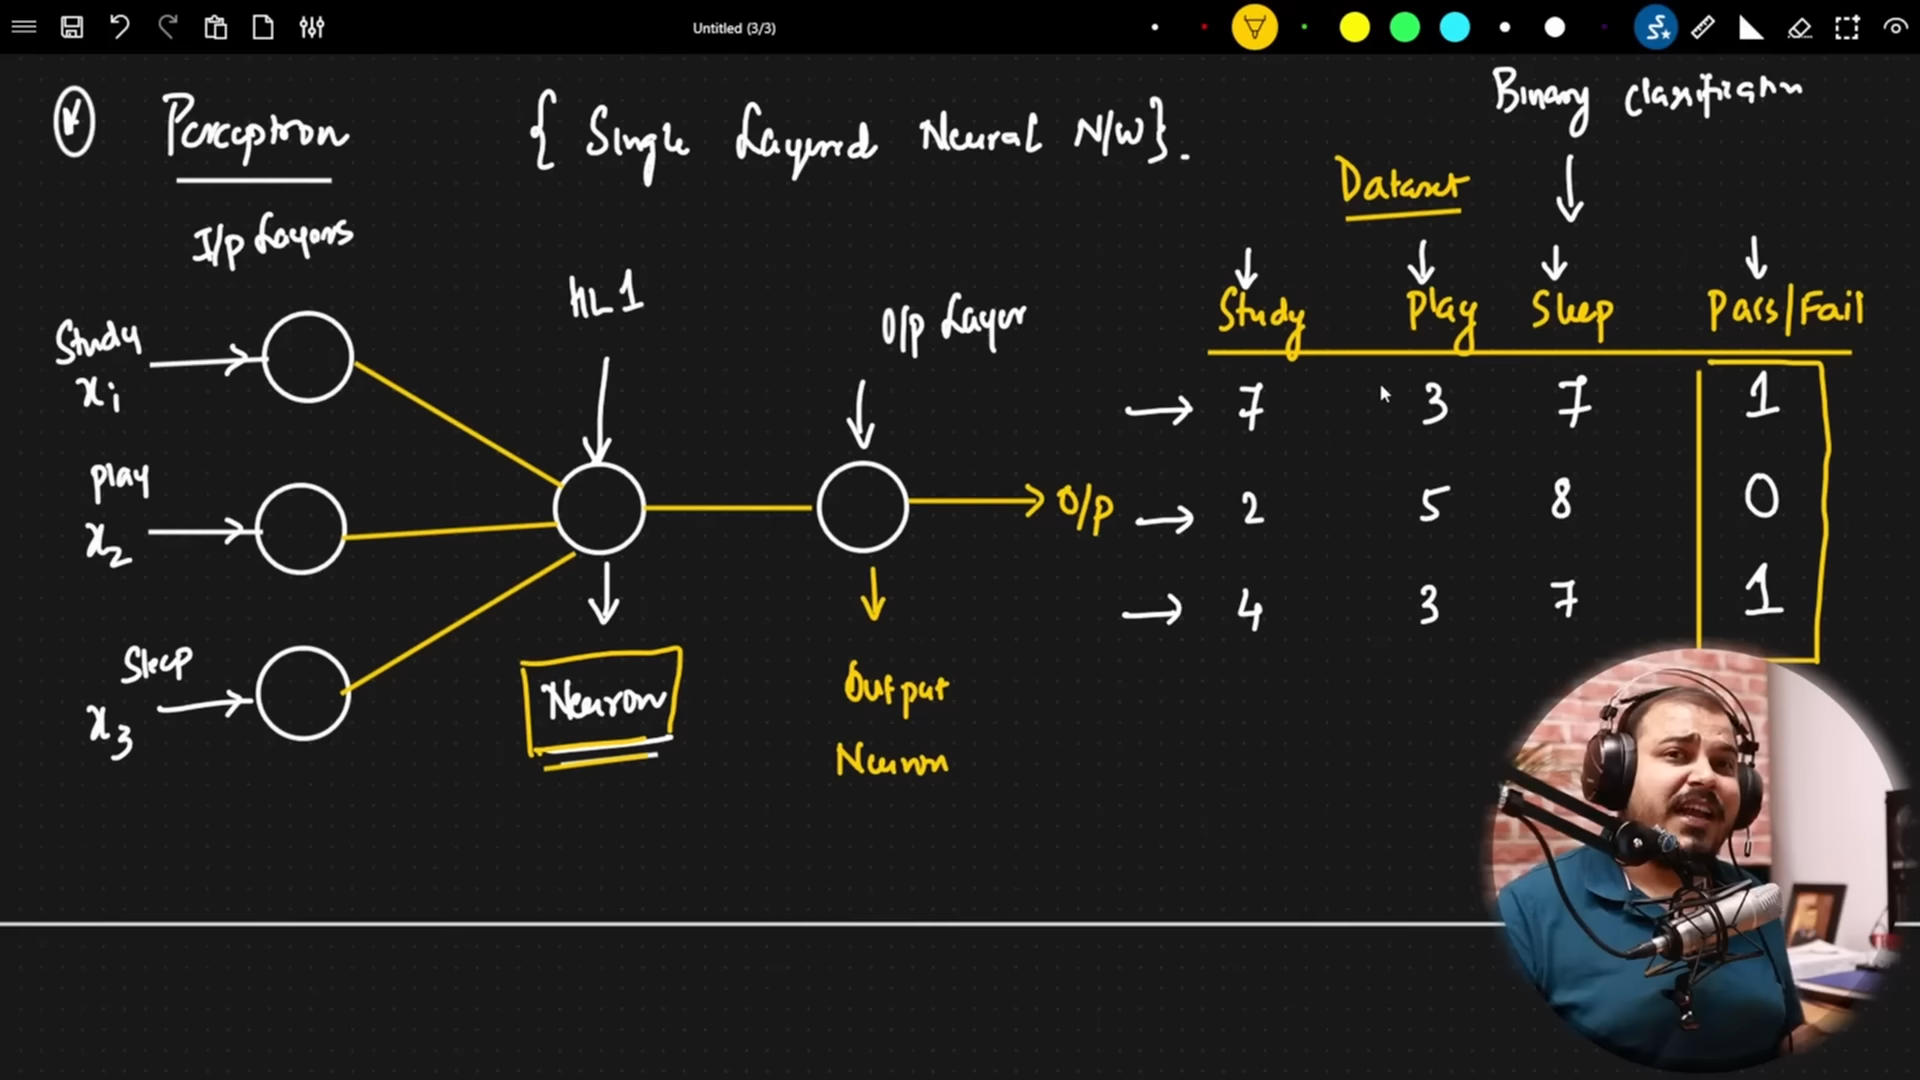 Untitled (3/3)
Perceptron { Single Layered Neural N/W}.
Binary Classification
Dataset
I/p Layers
HL 1
O/p Layer
Study Play Sleep Pass/Fail
Study
x1
7 3 7 1
Play
x2
O/p
2 5 8 0
4 3 7 1
Sleep
x3
Neuron
Output
Neuron